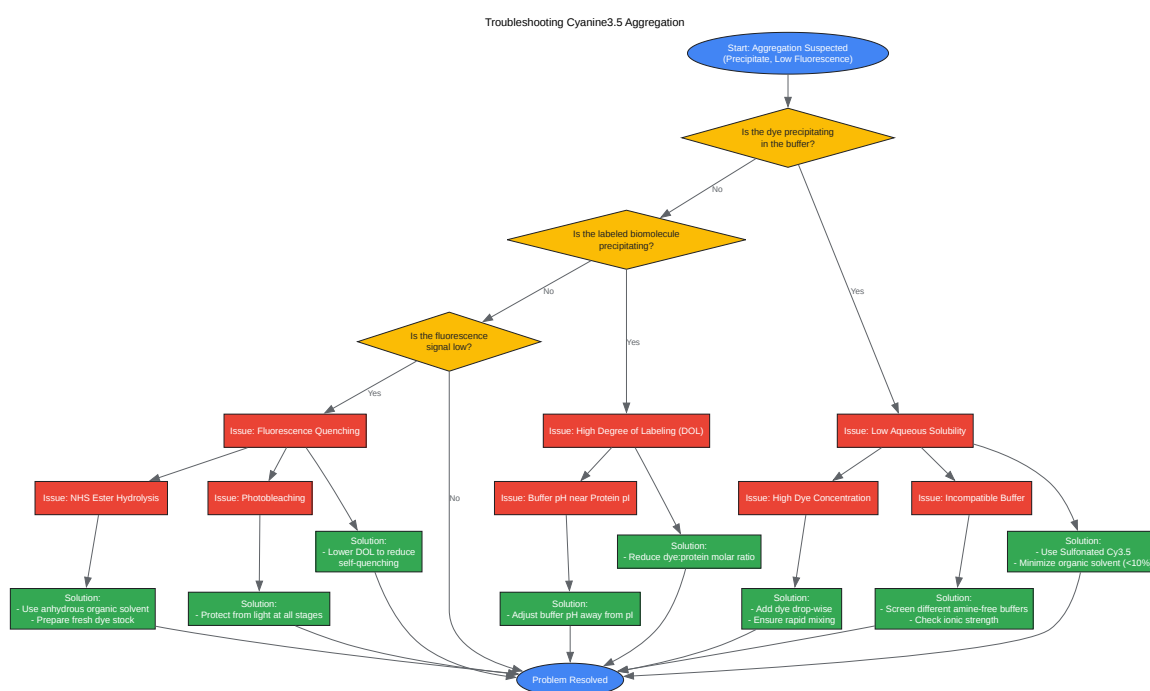 Troubleshooting Cyanine3.5 Aggregation
Start: Aggregation Suspected
(Precipitate, Low Fluorescence)
Is the dye precipitating
in the buffer?
No
Yes
Is the labeled biomolecule
precipitating?
No
Yes
Is the fluorescence
signal low?
Yes
No
Issue: Fluorescence Quenching
Issue: High Degree of Labeling (DOL)
Issue: Low Aqueous Solubility
Issue: NHS Ester Hydrolysis
Issue: Photobleaching
Issue: Buffer pH near Protein pI
Issue: High Dye Concentration
Issue: Incompatible Buffer
Solution:
- Lower DOL to reduce
self-quenching
Solution:
- Reduce dye:protein molar ratio
Solution:
- Use Sulfonated Cy3.5
- Minimize organic solvent (<10%
Solution:
- Use anhydrous organic solvent
- Prepare fresh dye stock
Solution:
- Protect from light at all stages
Solution:
- Adjust buffer pH away from pI
Solution:
- Add dye drop-wise
- Ensure rapid mixing
Solution:
- Screen different amine-free buffers
- Check ionic strength
Problem Resolved